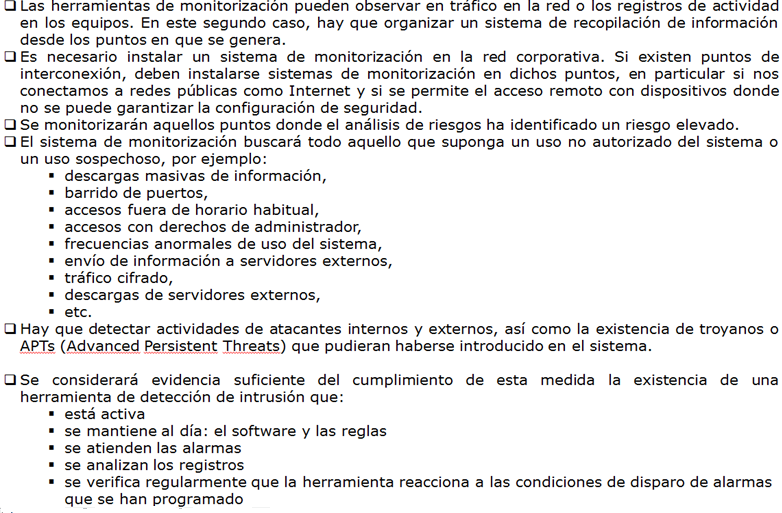 ❑ Las herramientas de monitorización pueden observar en tráfico en la red o los registros de actividad
en los equipos. En este segundo caso, hay que organizar un sistema de recopilación de información
desde los puntos en que se genera.
❑ Es necesario instalar un sistema de monitorización en la red corporativa. Si existen puntos de
interconexión, deben instalarse sistemas de monitorización en dichos puntos, en particular si nos
conectamos a redes públicas como Internet y si se permite el acceso remoto con dispositivos donde
no se puede garantizar la configuración de seguridad.
❑ Se monitorizarán aquellos puntos donde el análisis de riesgos ha identificado un riesgo elevado.
❑ El sistema de monitorización buscará todo aquello que suponga un uso no autorizado del sistema o
un uso sospechoso, por ejemplo:
▪ descargas masivas de información,
▪ barrido de puertos,
▪ accesos fuera de horario habitual,
▪ accesos con derechos de administrador,
▪ frecuencias anormales de uso del sistema,
▪ envío de información a servidores externos,
▪ tráfico cifrado,
▪ descargas de servidores externos,
▪ etc.
❑ Hay que detectar actividades de atacantes internos y externos, así como la existencia de troyanos o
APTs (Advanced Persistent Threats) que pudieran haberse introducido en el sistema.
❑ Se considerará evidencia suficiente del cumplimiento de esta medida la existencia de una
herramienta de detección de intrusión que:
▪ está activa
▪ se mantiene al día: el software y las reglas
▪ se atienden las alarmas
▪ se analizan los registros
▪ se verifica regularmente que la herramienta reacciona a las condiciones de disparo de alarmas
que se han programado